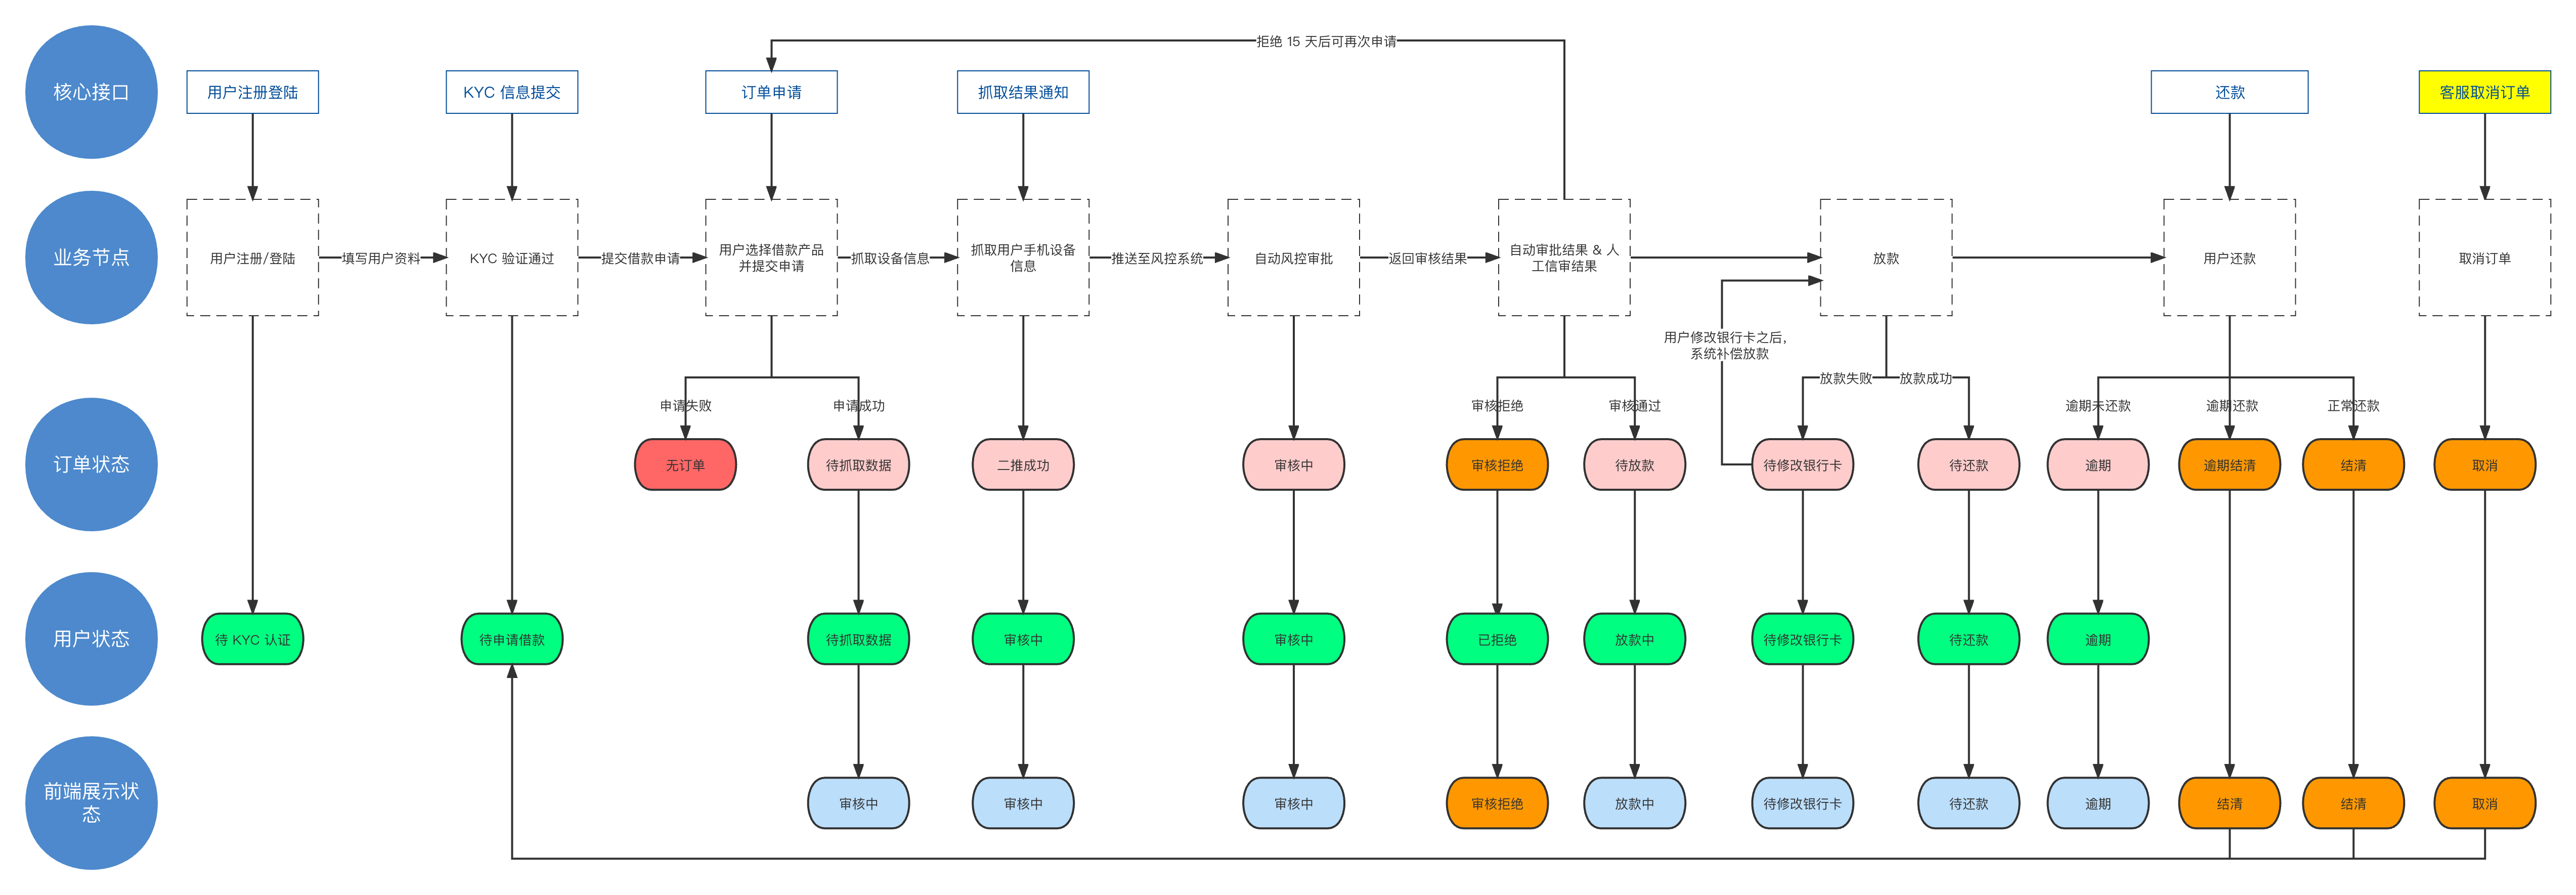 拒绝 15 天后可再次申请
核心接口
用户注册登陆
KYC 信息提交
订单申请
抓取结果通知
还款
客服取消订单
业务节点
用户注册/登陆
填写用户资料
KYC 验证通过
提交借款申请
用户选择借款产品
并提交申请
抓取设备信息
抓取用户手机设备
信息
推送至风控系统
自动风控审批
返回审核结果
自动审批结果 & 人
工信审结果
放款
用户还款
取消订单
用户修改银行卡之后，
系统补偿放款
放款失败
放款成功
申请失败
申请成功
审核拒绝
审核通过
逾期未还款
逾期还款
正常还款
订单状态
无订单
待抓取数据
二推成功
审核中
审核拒绝
待放款
待修改银行卡
待还款
逾期
逾期结清
结清
取消
用户状态
待 KYC 认证
待申请借款
待抓取数据
审核中
审核中
已拒绝
放款中
待修改银行卡
待还款
逾期
前端展示状
态
审核中
审核中
审核中
审核拒绝
放款中
待修改银行卡
待还款
逾期
结清
结清
取消